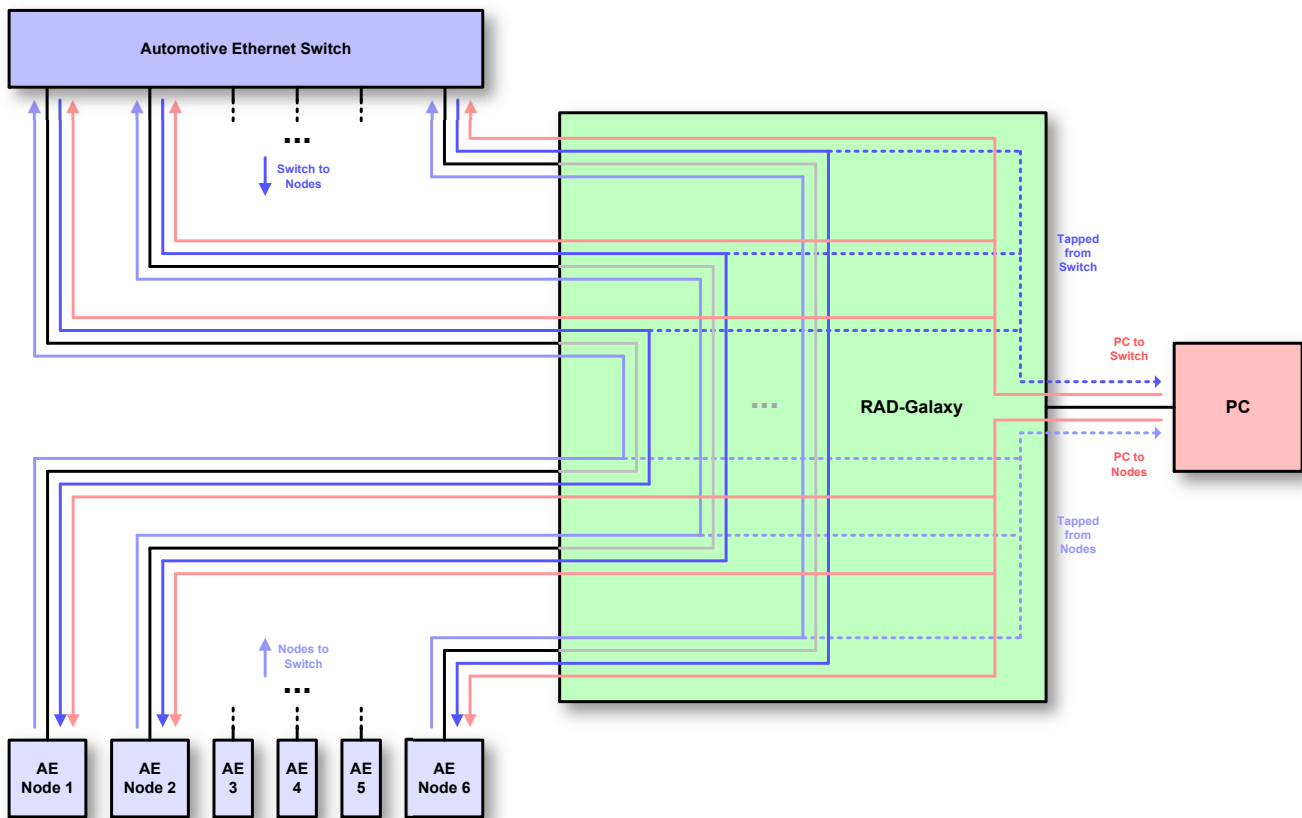 Automotive Ethernet Switch
...
Switch to
Nodes
Tapped
from
Switch
PC to
Switch
...
RAD-Galaxy
PC
PC to
Nodes
Tapped
from
Nodes
Nodes to
Switch
...
AE
Node 1
AE
Node 2
AE
3
AE
4
AE
5
AE
Node 6